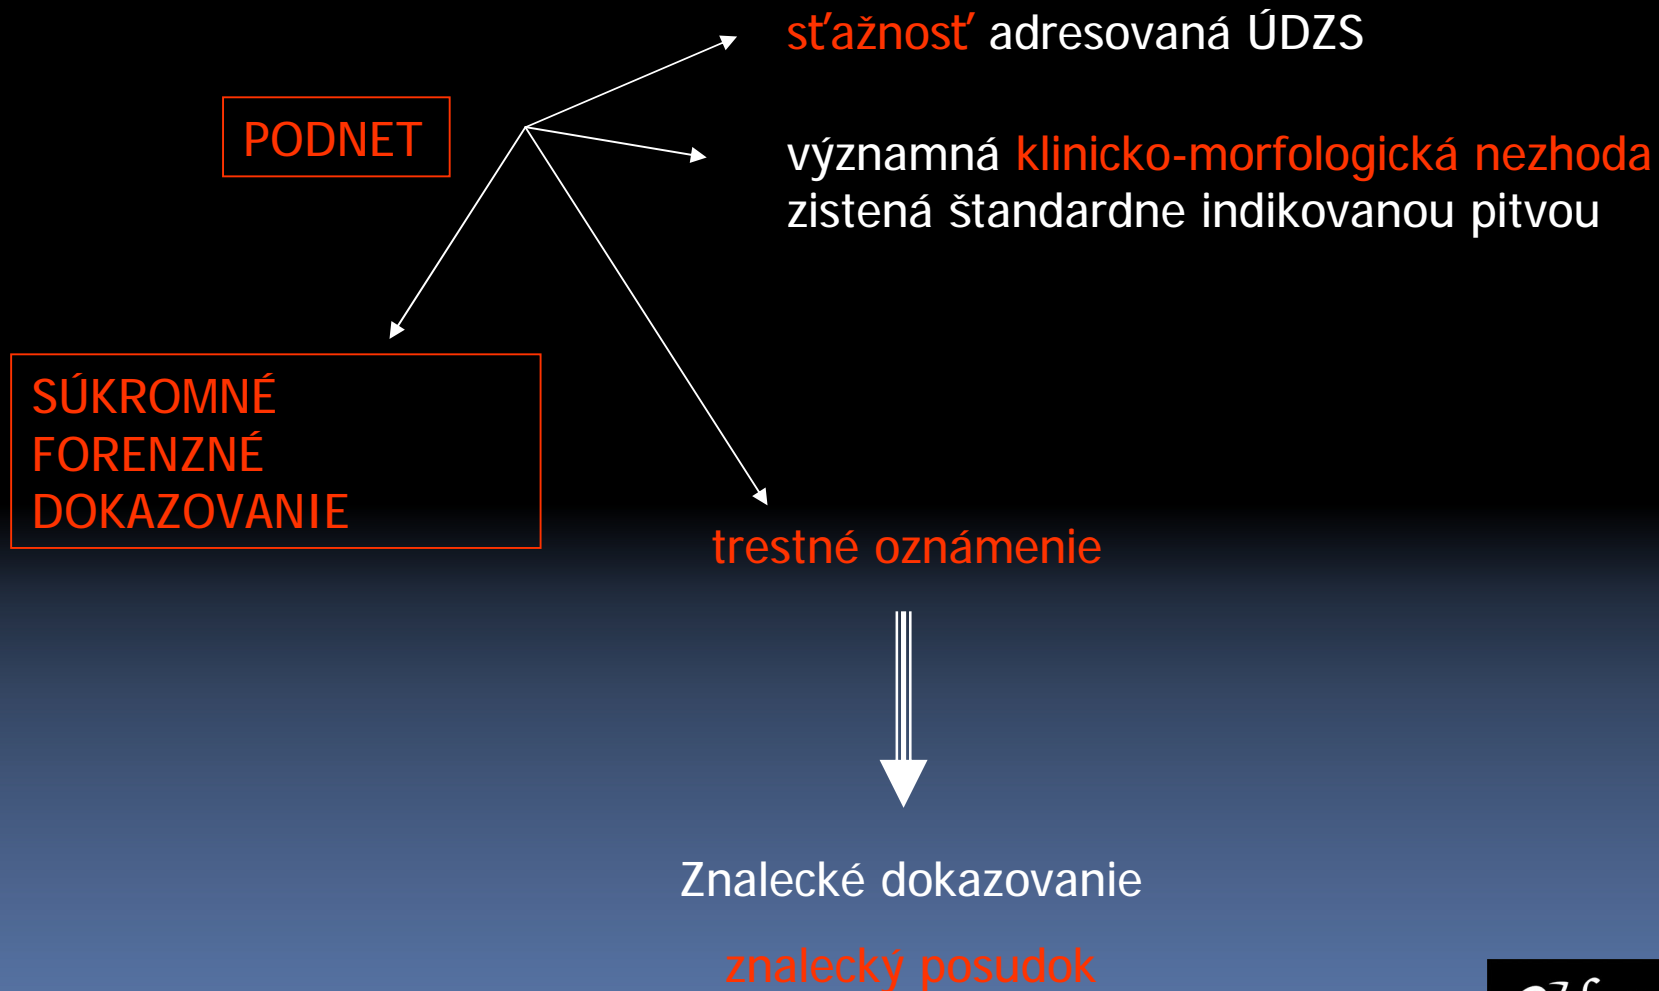 sťažnosť adresovaná ÚDZS
PODNET
významná klinicko-morfologická nezhoda
zistená štandardne indikovanou pitvou
SÚKROMNÉ
FORENZNÉ
DOKAZOVANIE
trestné oznámenie
Znalecké dokazovanie
znalecký posudok